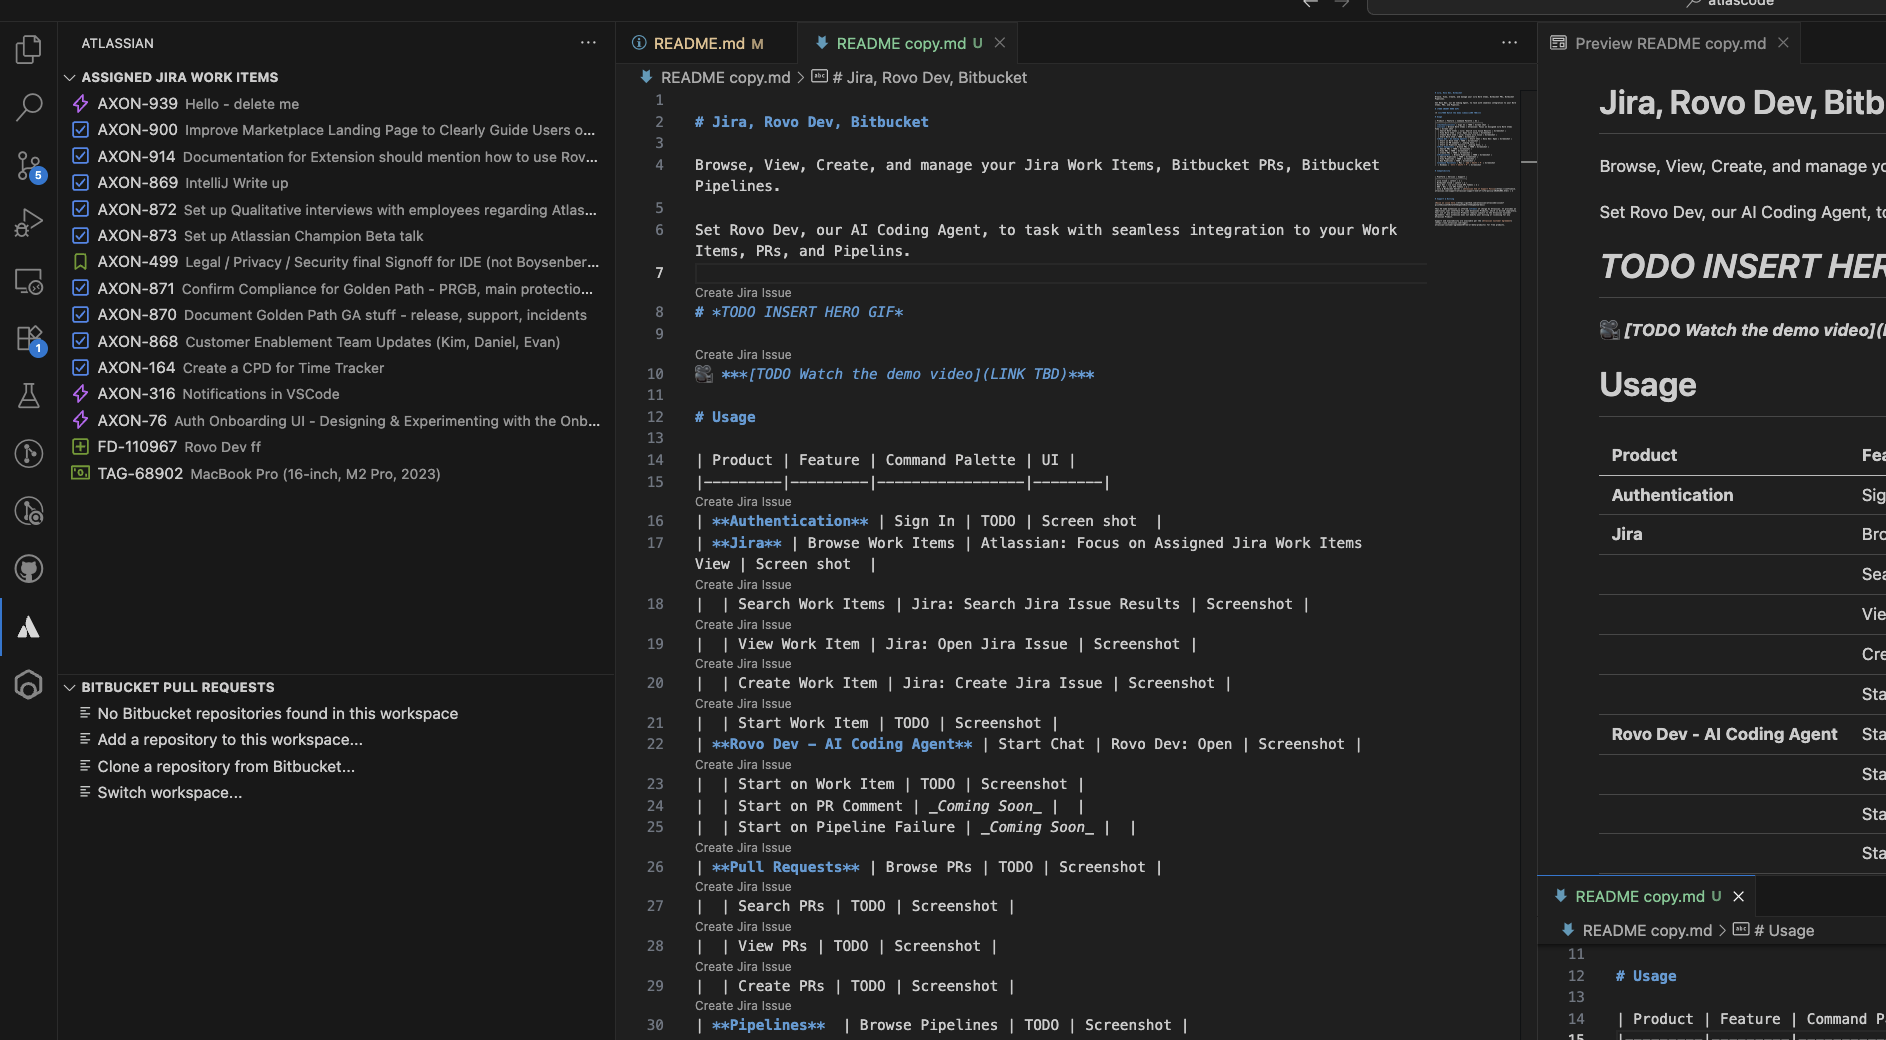 atlascode
ATLASSIAN
ASSIGNED JIRA WORK ITEMS
AXON-939 Hello - delete me
AXON-900 Improve Marketplace Landing Page to Clearly Guide Users o...
AXON-914 Documentation for Extension should mention how to use Rov...
AXON-869 IntelliJ Write up
AXON-872 Set up Qualitative interviews with employees regarding Atlas...
AXON-873 Set up Atlassian Champion Beta talk
AXON-499 Legal / Privacy / Security final Signoff for IDE (not Boysenber...
AXON-871 Confirm Compliance for Golden Path - PRGB, main protectio...
AXON-870 Document Golden Path GA stuff - release, support, incidents
AXON-868 Customer Enablement Team Updates (Kim, Daniel, Evan)
AXON-164 Create a CPD for Time Tracker
AXON-316 Notifications in VSCode
AXON-76 Auth Onboarding UI - Designing & Experimenting with the Onb...
FD-110967 Rovo Dev ff
TAG-68902 MacBook Pro (16-inch, M2 Pro, 2023)
5
1
BITBUCKET PULL REQUESTS
No Bitbucket repositories found in this workspace
Add a repository to this workspace...
Clone a repository from Bitbucket...
Switch workspace...
README.md M
README copy.md U
README copy.md > # Jira, Rovo Dev, Bitbucket
1
2 # Jira, Rovo Dev, Bitbucket
3
4 Browse, View, Create, and manage your Jira Work Items, Bitbucket PRs, Bitbucket
Pipelines.
5
6 Set Rovo Dev, our AI Coding Agent, to task with seamless integration to your Work
Items, PRs, and Pipelins.
7
Create Jira Issue
8 # *TODO INSERT HERO GIF*
9
Create Jira Issue
10 🎥 ***[TODO Watch the demo video](LINK TBD)***
11
12 # Usage
13
14 | Product | Feature | Command Palette | UI |
15 |---------|---------|-----------------|--------|
Create Jira Issue
16 | **Authentication** | Sign In | TODO | Screen shot  |
17 | **Jira** | Browse Work Items | Atlassian: Focus on Assigned Jira Work Items
View | Screen shot  |
Create Jira Issue
18 |  | Search Work Items | Jira: Search Jira Issue Results | Screenshot |
Create Jira Issue
19 |  | View Work Item | Jira: Open Jira Issue | Screenshot |
Create Jira Issue
20 |  | Create Work Item | Jira: Create Jira Issue | Screenshot |
Create Jira Issue
21 |  | Start Work Item | TODO | Screenshot |
22 | **Rovo Dev - AI Coding Agent** | Start Chat | Rovo Dev: Open | Screenshot |
Create Jira Issue
23 |  | Start on Work Item | TODO | Screenshot |
24 |  | Start on PR Comment | _Coming Soon_ |  |
25 |  | Start on Pipeline Failure | _Coming Soon_ |  |
Create Jira Issue
26 | **Pull Requests** | Browse PRs | TODO | Screenshot |
Create Jira Issue
27 |  | Search PRs | TODO | Screenshot |
Create Jira Issue
28 |  | View PRs | TODO | Screenshot |
Create Jira Issue
29 |  | Create PRs | TODO | Screenshot |
Create Jira Issue
30 | **Pipelines**  | Browse Pipelines | TODO | Screenshot |
Preview README copy.md
Jira, Rovo Dev, Bitb
Browse, View, Create, and manage yo
Set Rovo Dev, our AI Coding Agent, to
TODO INSERT HER
🎥 [TODO Watch the demo video](
Usage
Product Fea
Authentication Sig
Jira Bro
Sea
Vie
Cre
Sta
Rovo Dev - AI Coding Agent Sta
Sta
Sta
Sta
README copy.md U
README copy.md > # Usage
11
12 # Usage
13
14 | Product | Feature | Command P
15 |---------|---------|--------